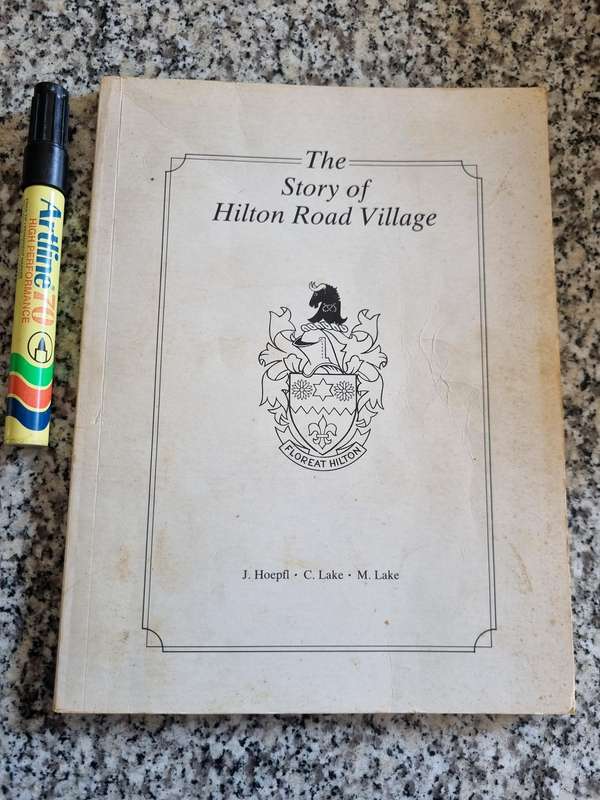 The
Story of
Hilton Road Village
FLOREAT HILTON
J. Hoepfl · C. Lake · M. Lake
Artline 70
HIGH PERFORMANCE